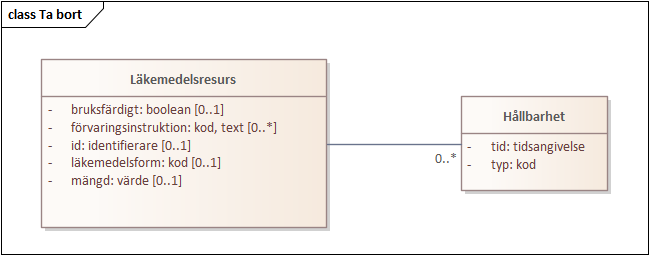 class Ta bort
Läkemedelsresurs
- bruksfärdigt: boolean [0..1]
- förvaringsinstruktion: kod, text [0..*]
- id: identifierare [0..1]
- läkemedelsform: kod [0..1]
- mängd: värde [0..1]
0..*
Hållbarhet
- tid: tidsangivelse
- typ: kod